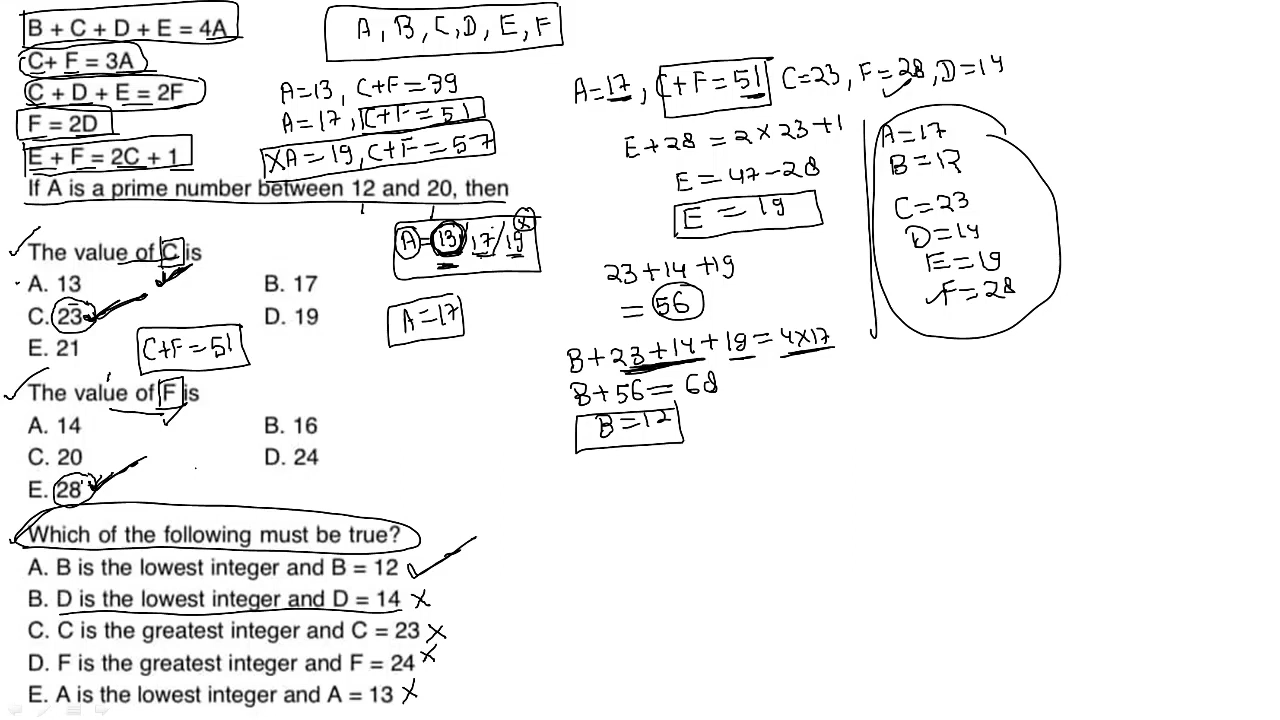 B + C + D + E = 4A
C+ F = 3A
C + D + E = 2F
F = 2D
E + F = 2C + 1
If A is a prime number between 12 and 20, then
A, B, C, D, E, F
A=13, C+F=39
A=17, C+F=51
XA=19, C+F=57
A=13/17/19 x
A=17
The value of C is
A. 13
B. 17
C. 23
D. 19
E. 21
C+F=51
The value of F is
A. 14
B. 16
C. 20
D. 24
E. 28
Which of the following must be true?
A. B is the lowest integer and B = 12
B. D is the lowest integer and D = 14 X
C. C is the greatest integer and C = 23 X
D. F is the greatest integer and F = 24 X
E. A is the lowest integer and A = 13 X
A=17, C+F=51 C=23, F=28, D=14
E+28=2×23+1
E=47-28
E=19
23+14+19
=56
B+23+14+19=4×17
B+56=68
B=12
A=17
B=12
C=23
D=14
E=19
F=28